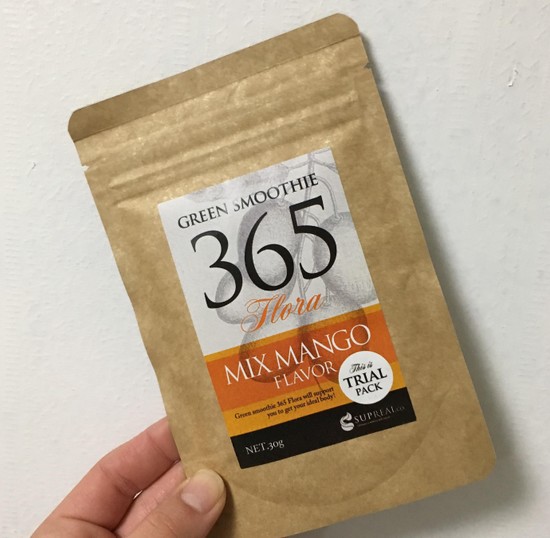 GREEN SMOOTHIE
365
Flora
MIX MANGO
FLAVOR
This is
TRIAL
PACK
Green smoothie 365 Flora will support
you to get your ideal body!
NET.30g
SUPREAL